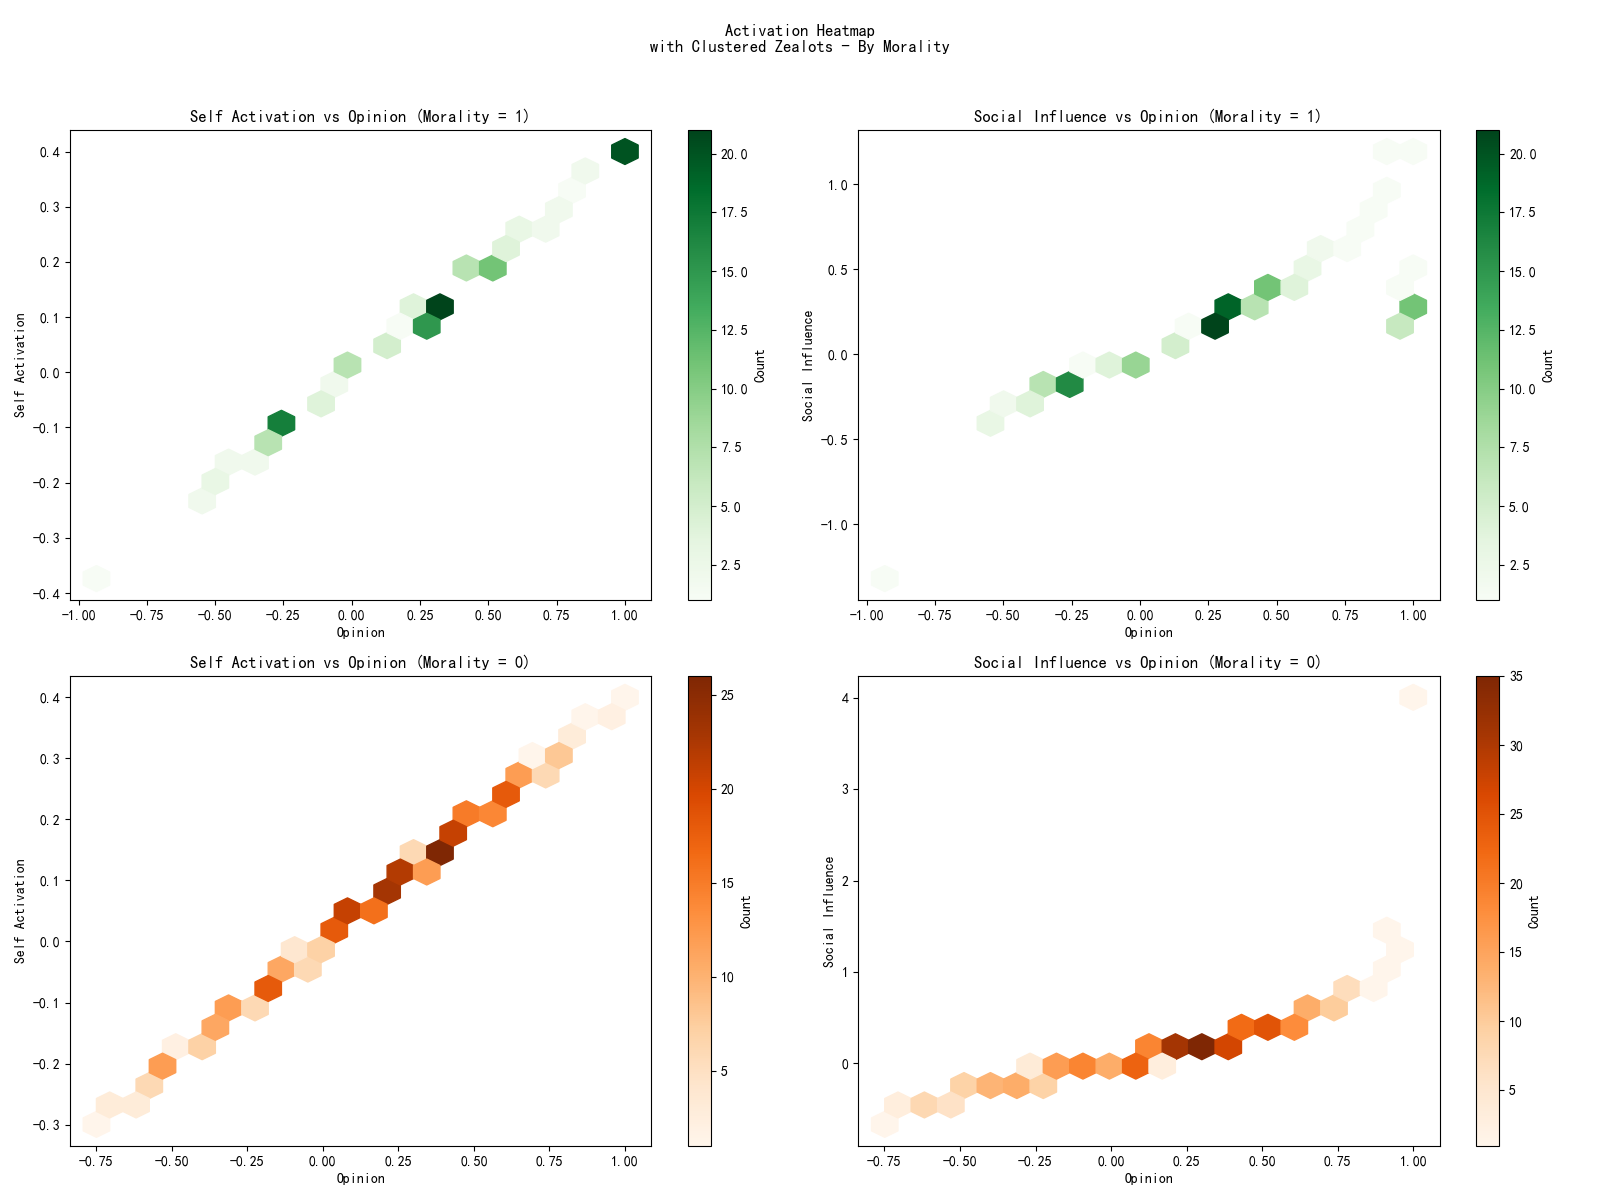 Activation Heatmap
with Clustered Zealots - By Morality
Self Activation vs Opinion (Morality = 1)
Self Activation
0.4
0.3
0.2
0.1
0.0
−0.1
−0.2
−0.3
−0.4
−1.00 −0.75 −0.50 −0.25 0.00 0.25 0.50 0.75 1.00
Opinion
20.0
17.5
15.0
12.5
10.0
7.5
5.0
2.5
Count
Social Influence vs Opinion (Morality = 1)
Social Influence
1.0
0.5
0.0
−0.5
−1.0
−1.00 −0.75 −0.50 −0.25 0.00 0.25 0.50 0.75 1.00
Opinion
20.0
17.5
15.0
12.5
10.0
7.5
5.0
2.5
Count
Self Activation vs Opinion (Morality = 0)
Self Activation
0.4
0.3
0.2
0.1
0.0
−0.1
−0.2
−0.3
−0.75 −0.50 −0.25 0.00 0.25 0.50 0.75 1.00
Opinion
25
20
15
10
5
Count
Social Influence vs Opinion (Morality = 0)
Social Influence
4
3
2
1
0
−0.75 −0.50 −0.25 0.00 0.25 0.50 0.75 1.00
Opinion
35
30
25
20
15
10
5
Count